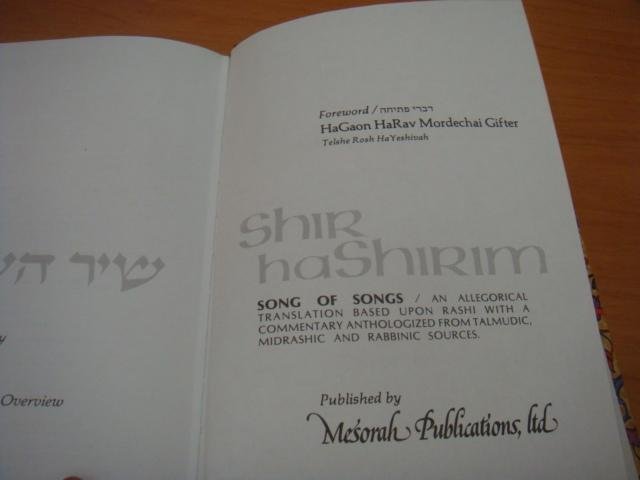 Foreword / דברי פתיחה
HaGaon HaRav Mordechai Gifter
Telshe Rosh HaYeshivah
shir
hashirim
SONG OF SONGS / AN ALLEGORICAL
TRANSLATION BASED UPON RASHI WITH A
COMMENTARY ANTHOLOGIZED FROM TALMUDIC,
MIDRASHIC AND RABBINIC SOURCES.
Published by
Mesorah Publications, ltd
שיר
Overview